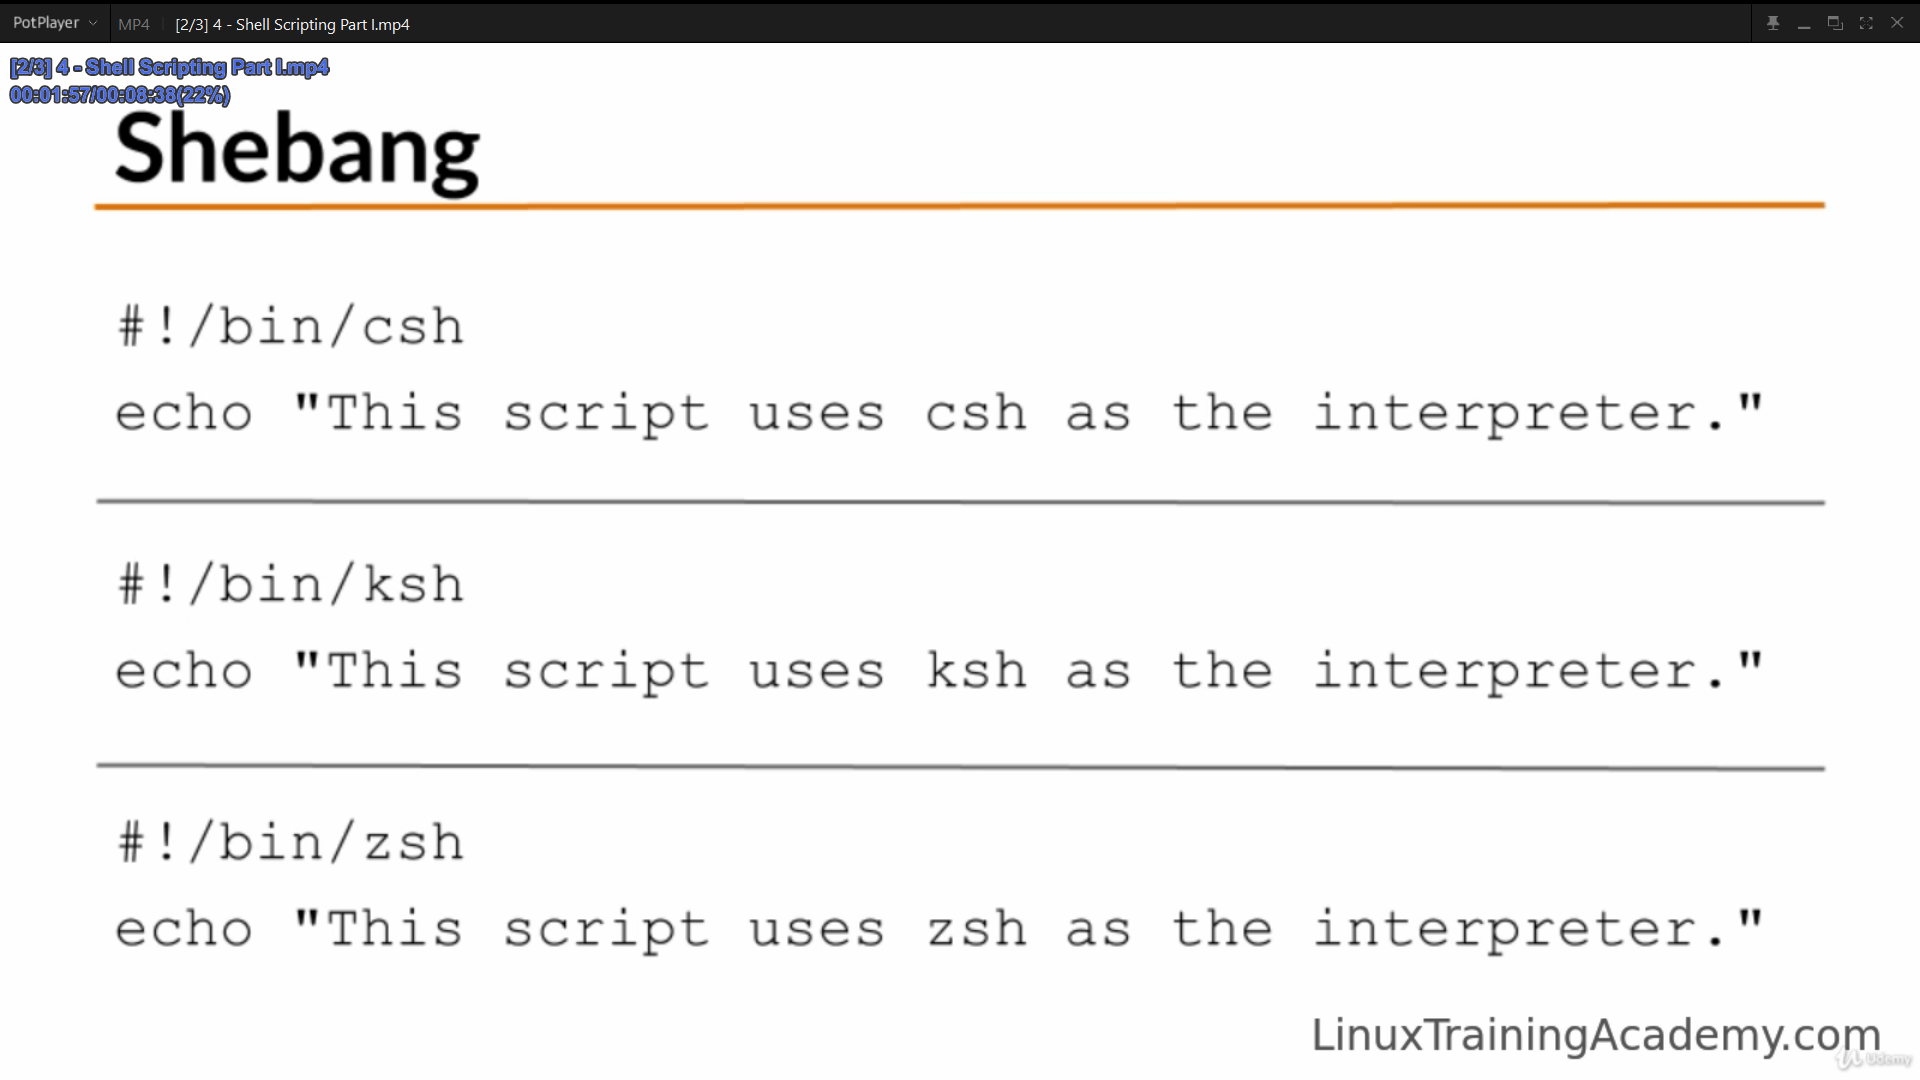 PotPlayer MP4 [2/3] 4 - Shell Scripting Part I.mp4
[2/3] 4 - Shell Scripting Part I.mp4
00:01:57/00:08:38(22%)
Shebang
#!/bin/csh
echo "This script uses csh as the interpreter."
#!/bin/ksh
echo "This script uses ksh as the interpreter."
#!/bin/zsh
echo "This script uses zsh as the interpreter."
LinuxTrainingAcademy.com
Udemy